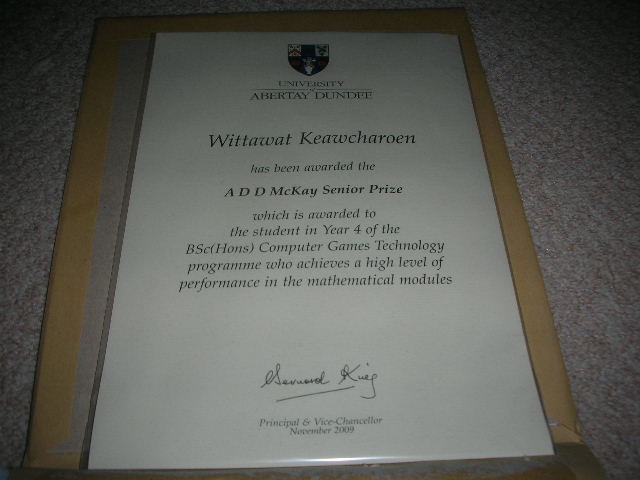 UNIVERSITY
OF
ABERTAY DUNDEE
Wittawat Keawcharoen
has been awarded the
A D D McKay Senior Prize
which is awarded to
the student in Year 4 of the
BSc(Hons) Computer Games Technology
programme who achieves a high level of
performance in the mathematical modules
Bernard King
Principal & Vice-Chancellor
November 2009